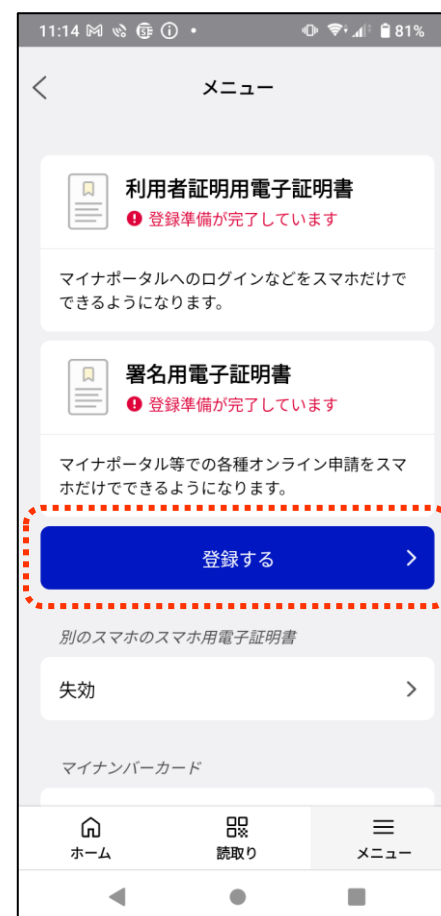 11:14
81%
メニュー
利用者証明用電子証明書
登録準備が完了しています
マイナポータルへのログインなどをスマホだけで
できるようになります。
署名用電子証明書
登録準備が完了しています
マイナポータル等での各種オンライン申請をスマ
ホだけでできるようになります。
登録する
別のスマホのスマホ用電子証明書
失効
マイナンバーカード
ホーム
読取り
メニュー